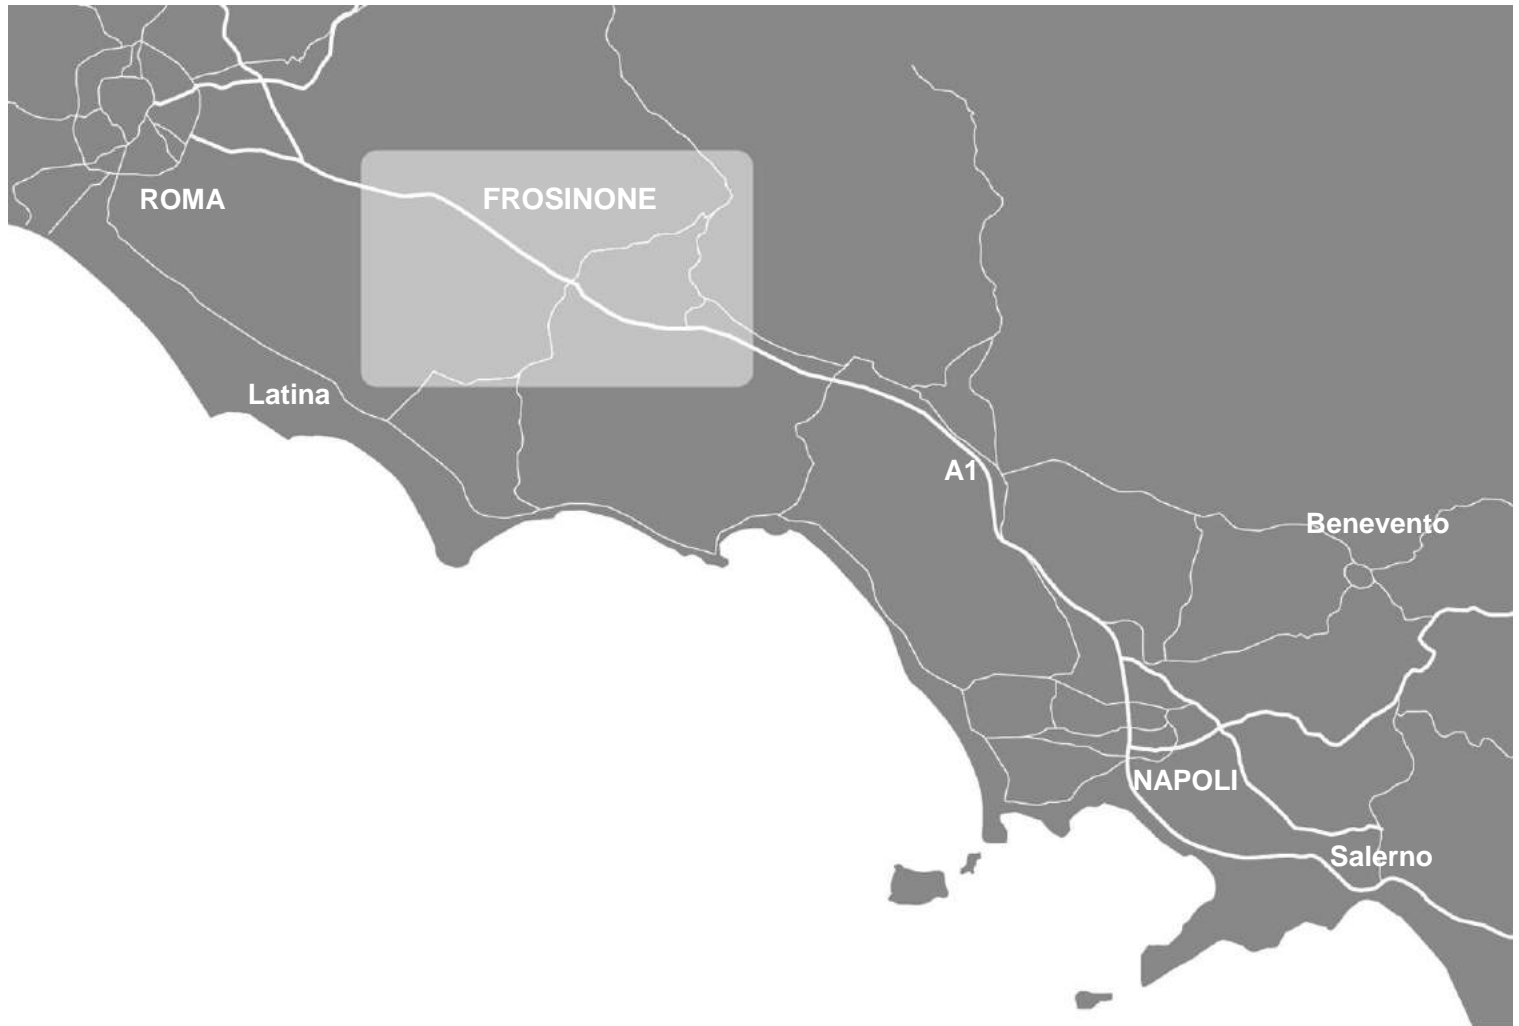 ROMA
FROSINONE
Latina
A1
Benevento
NAPOLI
Salerno